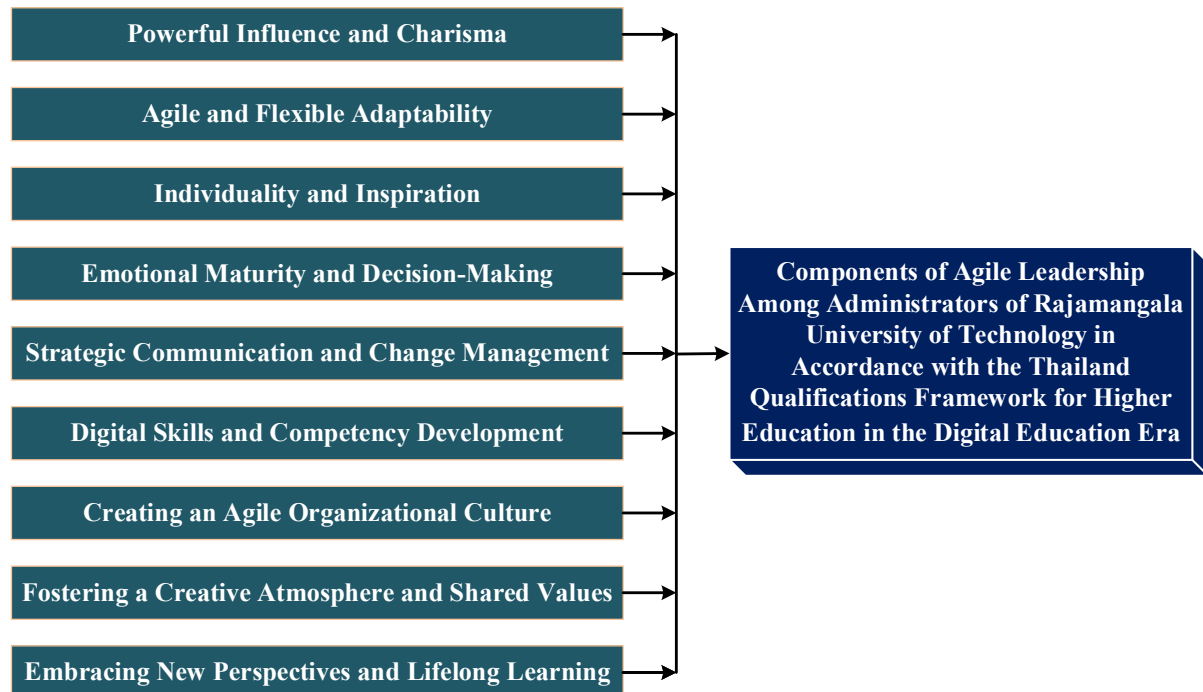 Powerful Influence and Charisma
Agile and Flexible Adaptability
Individuality and Inspiration
Emotional Maturity and Decision-Making
Strategic Communication and Change Management
Digital Skills and Competency Development
Creating an Agile Organizational Culture
Fostering a Creative Atmosphere and Shared Values
Embracing New Perspectives and Lifelong Learning
Components of Agile Leadership
Among Administrators of Rajamangala
University of Technology in
Accordance with the Thailand
Qualifications Framework for Higher
Education in the Digital Education Era